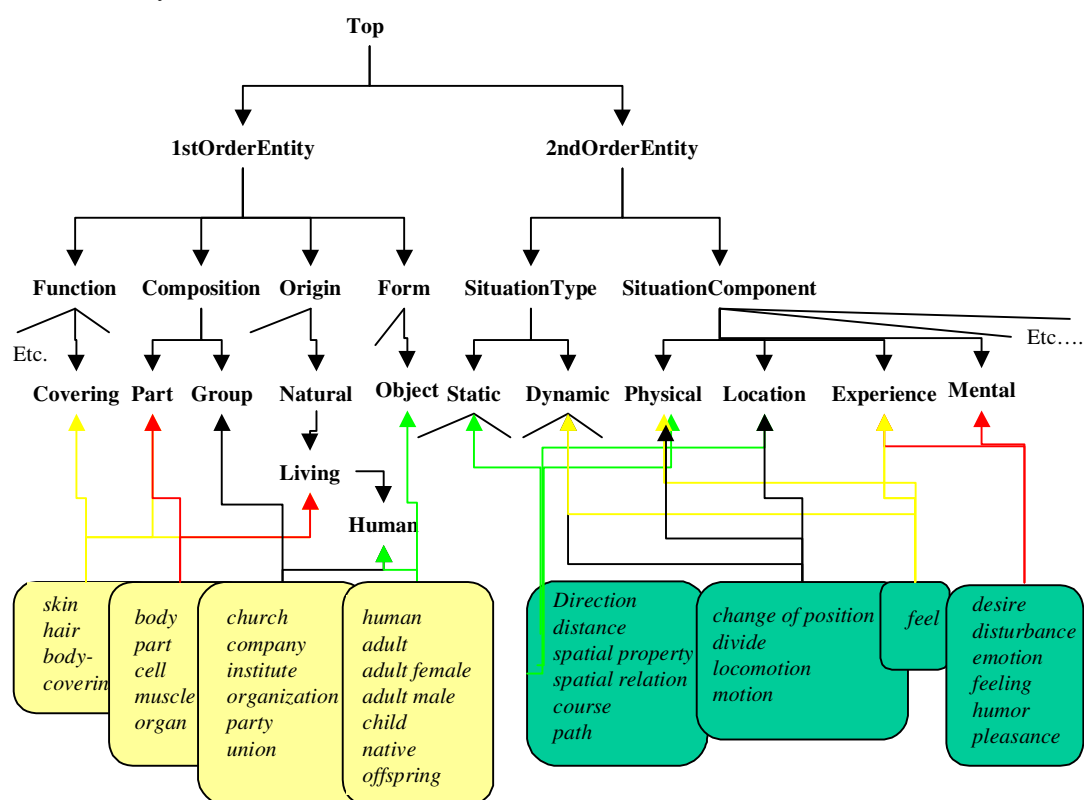 Top
1stOrderEntity 2ndOrderEntity
Function Composition Origin Form SituationType SituationComponent
Etc. Etc….
Covering Part Group Natural Object Static Dynamic Physical Location Experience Mental
Living
Human
skin
hair
body-
coverin
body
part
cell
muscle
organ
church
company
institute
organization
party
union
human
adult
adult female
adult male
child
native
offspring
Direction
distance
spatial property
spatial relation
course
path
change of position
divide
locomotion
motion
feel
desire
disturbance
emotion
feeling
humor
pleasance